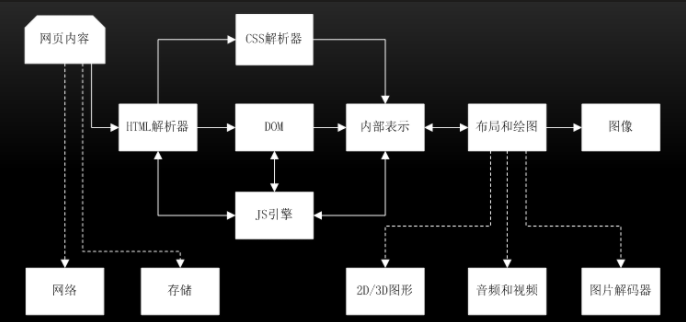 网页内容
CSS解析器
HTML解析器
DOM
内部表示
布局和绘图
图像
JS引擎
网络
存储
2D/3D图形
音频和视频
图片解码器